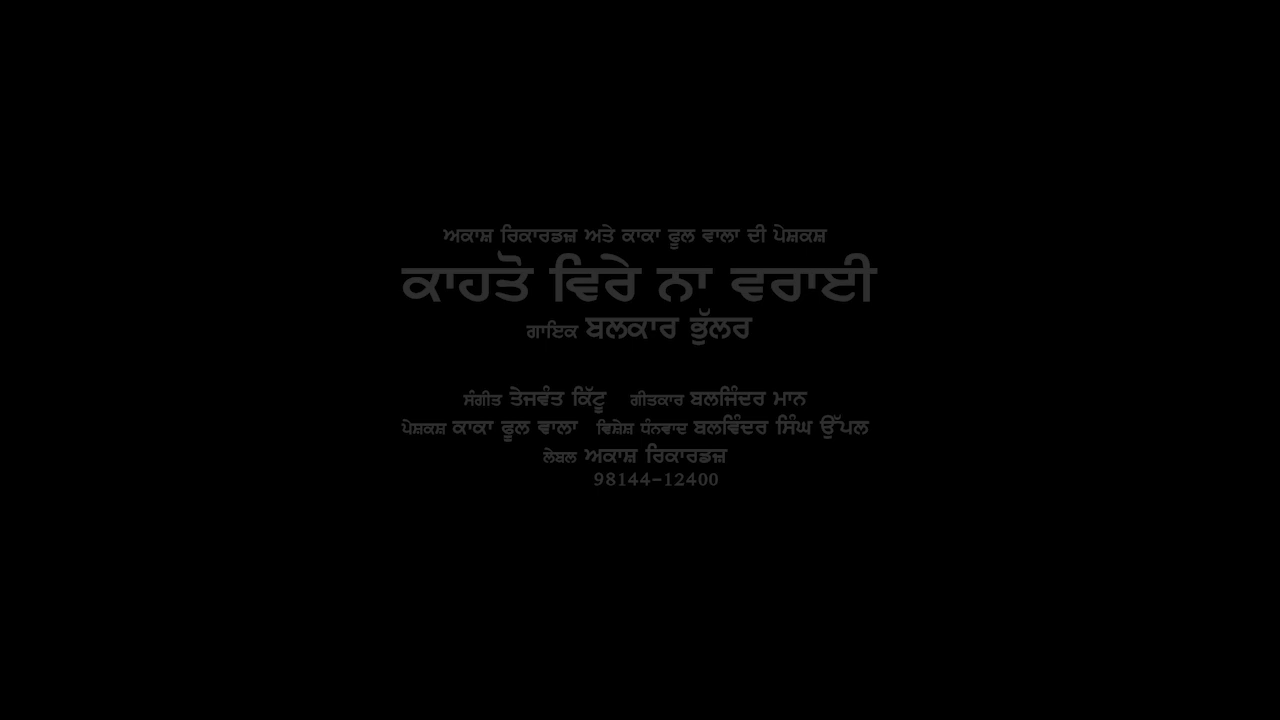 ਅਕਾਸ਼ ਰਿਕਾਰਡਜ਼ ਅਤੇ ਕਾਕਾ ਫੂਲ ਵਾਲਾ ਦੀ ਪੇਸ਼ਕਸ਼
ਕਾਹਤੋ ਵਿਰੇ ਨਾ ਵਰਾਈ
ਗਾਇਕ ਬਲਕਾਰ ਭੁੱਲਰ
ਸੰਗੀਤ ਤੇਜਵੰਤ ਕਿੱਟੂ ਗੀਤਕਾਰ ਬਲਜਿੰਦਰ ਮਾਨ
ਪੇਸ਼ਕਸ਼ ਕਾਕਾ ਫੂਲ ਵਾਲਾ ਵਿਸ਼ੇਸ਼ ਧੰਨਵਾਦ ਬਲਵਿੰਦਰ ਸਿੰਘ ਉੱਪਲ
ਲੇਬਲ ਅਕਾਸ਼ ਰਿਕਾਰਡਜ਼
98144-12400